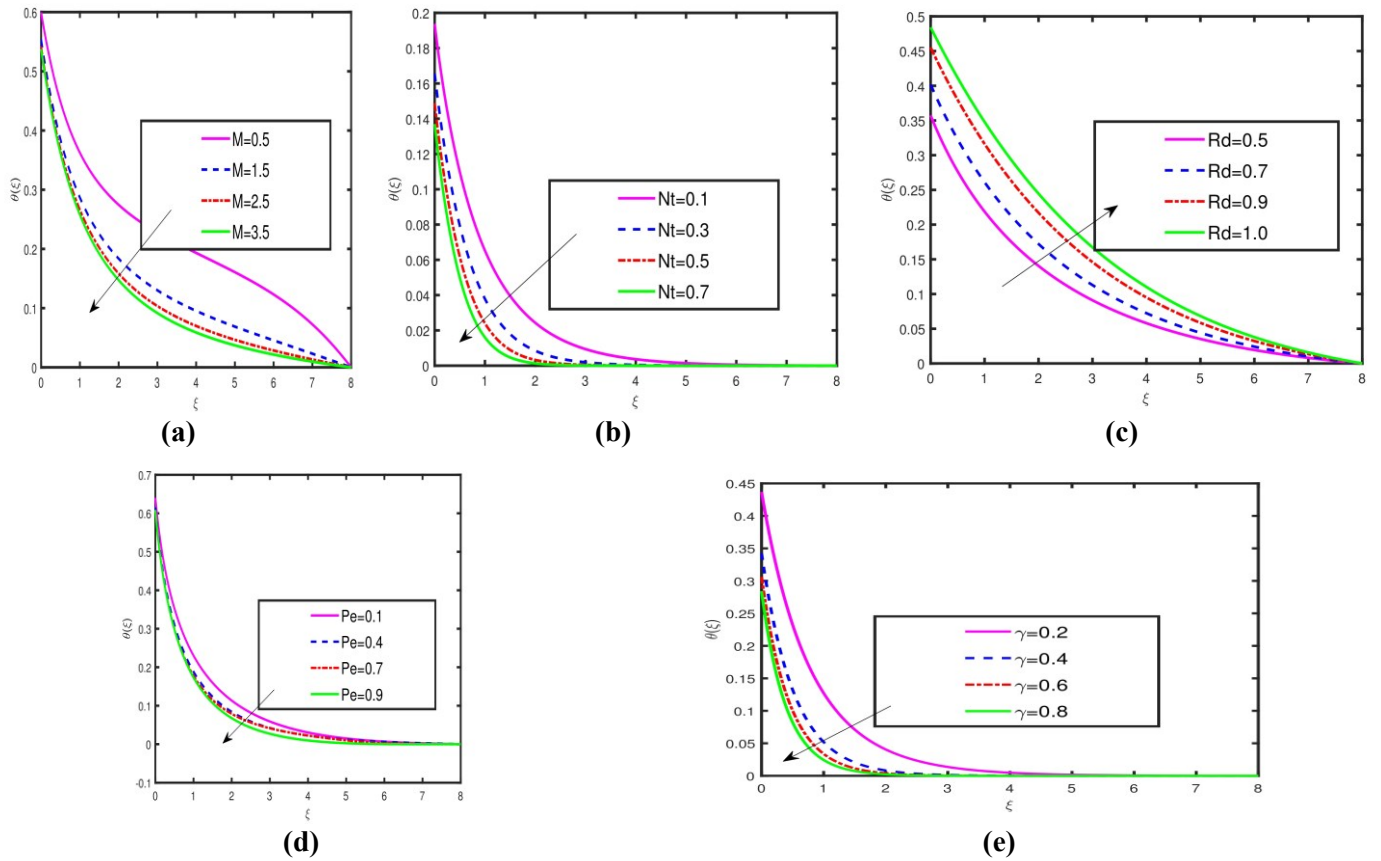 0.6
0.5
0.4
0.3
0.2
0.1
0
θ(ξ)
M=0.5
M=1.5
M=2.5
M=3.5
0 1 2 3 4 5 6 7 8
ξ
(a)
0.2
0.18
0.16
0.14
0.12
0.1
0.08
0.06
0.04
0.02
0
θ(ξ)
Nt=0.1
Nt=0.3
Nt=0.5
Nt=0.7
0 1 2 3 4 5 6 7 8
ξ
(b)
0.5
0.45
0.4
0.35
0.3
0.25
0.2
0.15
0.1
0.05
0
θ(ξ)
Rd=0.5
Rd=0.7
Rd=0.9
Rd=1.0
0 1 2 3 4 5 6 7 8
ξ
(c)
0.7
0.6
0.5
0.4
0.3
0.2
0.1
0
-0.1
θ(ξ)
Pe=0.1
Pe=0.4
Pe=0.7
Pe=0.9
0 1 2 3 4 5 6 7 8
ξ
(d)
0.45
0.4
0.35
0.3
0.25
0.2
0.15
0.1
0.05
0
θ(ξ)
γ=0.2
γ=0.4
γ=0.6
γ=0.8
0 1 2 3 4 5 6 7 8
ξ
(e)